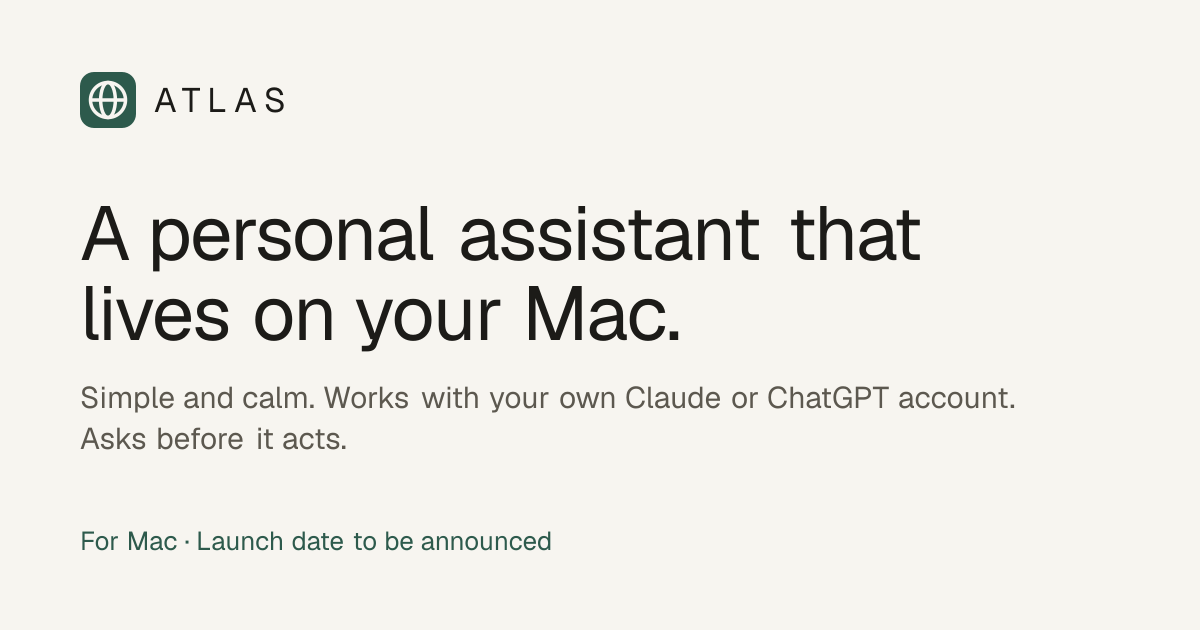 ATLAS
A personal assistant that
lives on your Mac.
Simple and calm. Works with your own Claude or ChatGPT account.
Asks before it acts.
For Mac · Launch date to be announced